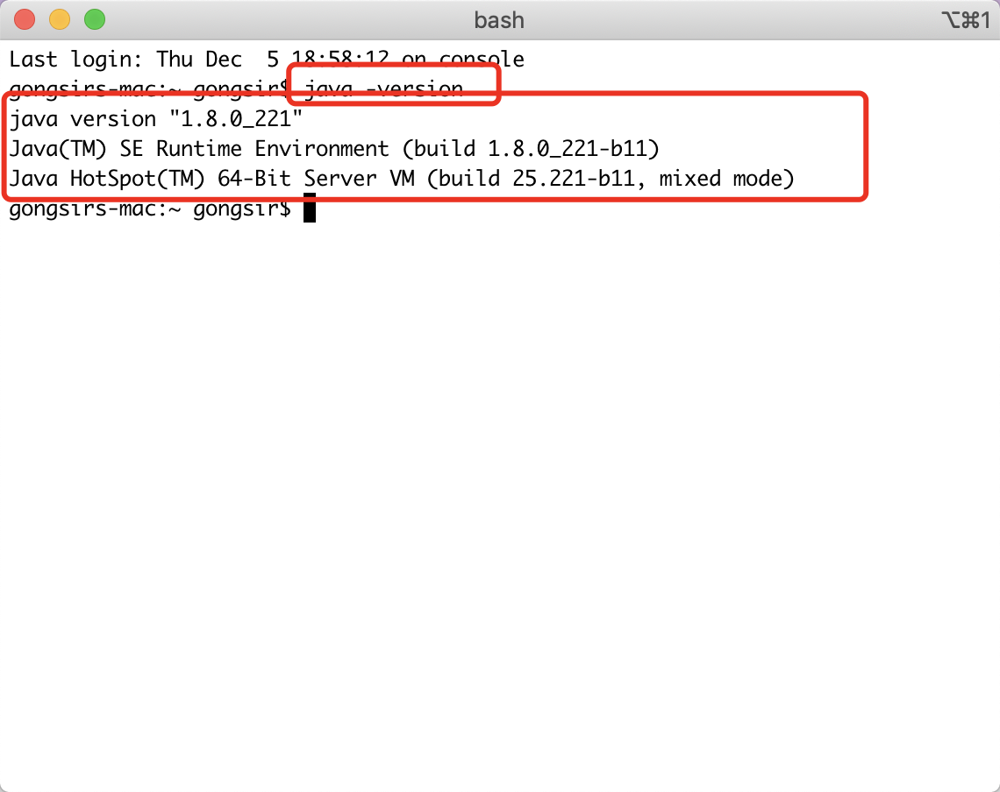 bash
⌥⌘1
Last login: Thu Dec  5 18:58:12 on console
gongsirs-mac:~ gongsir$ java -version
java version "1.8.0_221"
Java(TM) SE Runtime Environment (build 1.8.0_221-b11)
Java HotSpot(TM) 64-Bit Server VM (build 25.221-b11, mixed mode)
gongsirs-mac:~ gongsir$